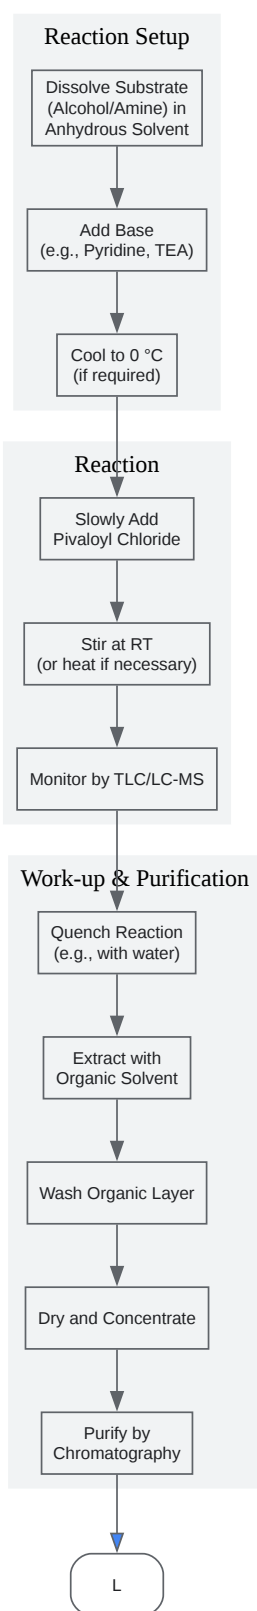 Reaction Setup
Dissolve Substrate
(Alcohol/Amine) in
Anhydrous Solvent
Add Base
(e.g., Pyridine, TEA)
Cool to 0 °C
(if required)
Reaction
Slowly Add
Pivaloyl Chloride
Stir at RT
(or heat if necessary)
Monitor by TLC/LC-MS
Work-up & Purification
Quench Reaction
(e.g., with water)
Extract with
Organic Solvent
Wash Organic Layer
Dry and Concentrate
Purify by
Chromatography
L